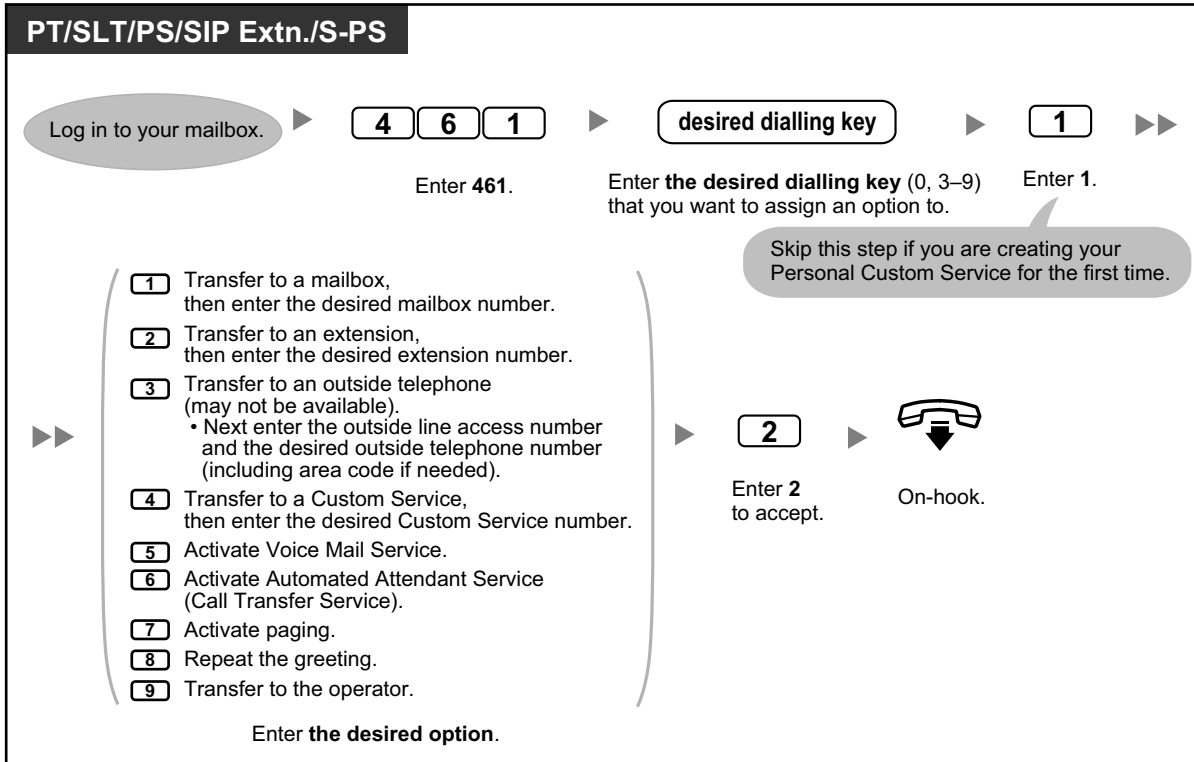 PT/SLT/PS/SIP Extn./S-PS
Log in to your mailbox.
4 6 1
desired dialling key
1
Enter 461.
Enter the desired dialling key (0, 3–9)
that you want to assign an option to.
Enter 1.
Skip this step if you are creating your
Personal Custom Service for the first time.
1 Transfer to a mailbox,
then enter the desired mailbox number.
2 Transfer to an extension,
then enter the desired extension number.
3 Transfer to an outside telephone
(may not be available).
• Next enter the outside line access number
and the desired outside telephone number
(including area code if needed).
4 Transfer to a Custom Service,
then enter the desired Custom Service number.
5 Activate Voice Mail Service.
6 Activate Automated Attendant Service
(Call Transfer Service).
7 Activate paging.
8 Repeat the greeting.
9 Transfer to the operator.
Enter the desired option.
2
Enter 2
to accept.
On-hook.